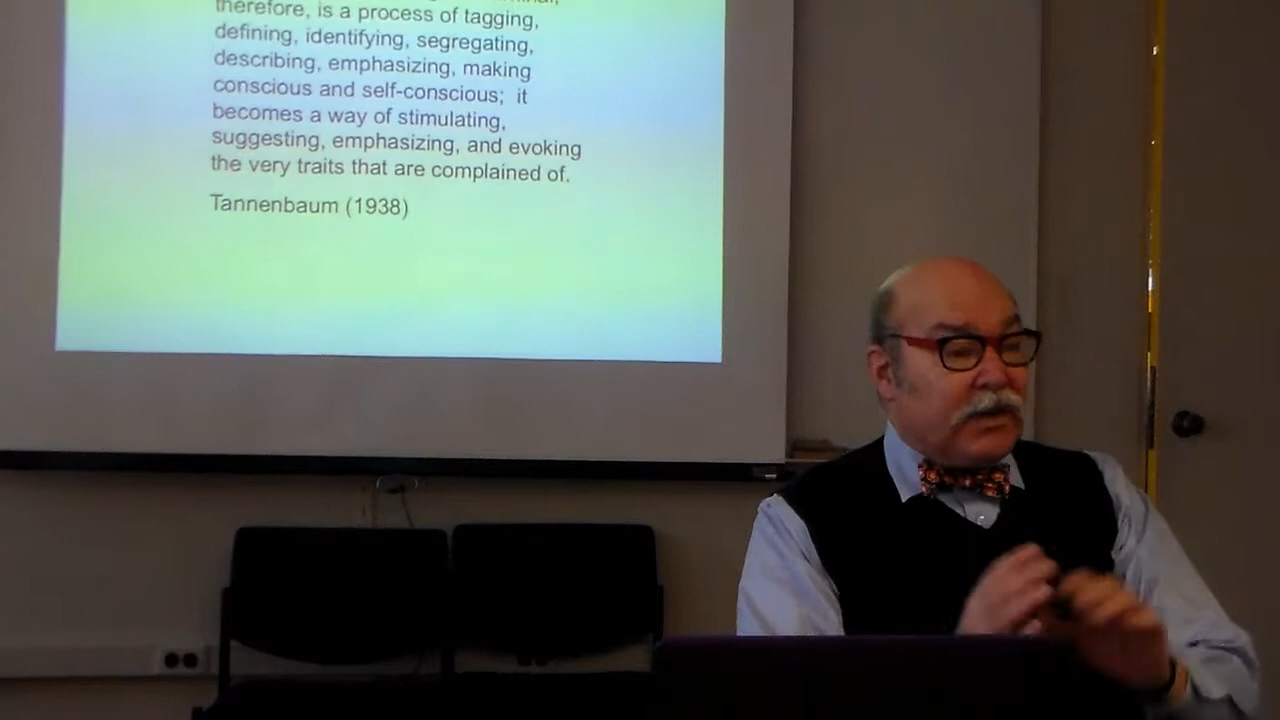 therefore, is a process of tagging,
defining, identifying, segregating,
describing, emphasizing, making
conscious and self-conscious; it
becomes a way of stimulating,
suggesting, emphasizing, and evoking
the very traits that are complained of.
Tannenbaum (1938)